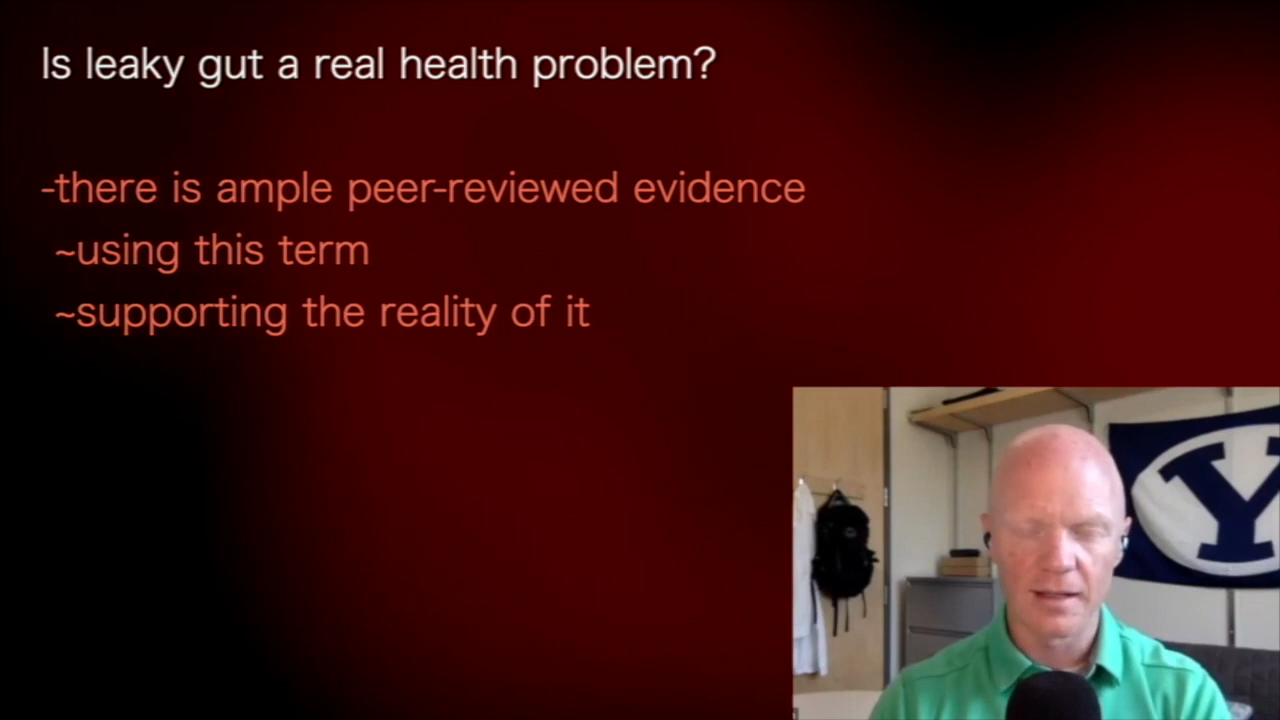 Is leaky gut a real health problem?
-there is ample peer-reviewed evidence
~using this term
~supporting the reality of it
Y